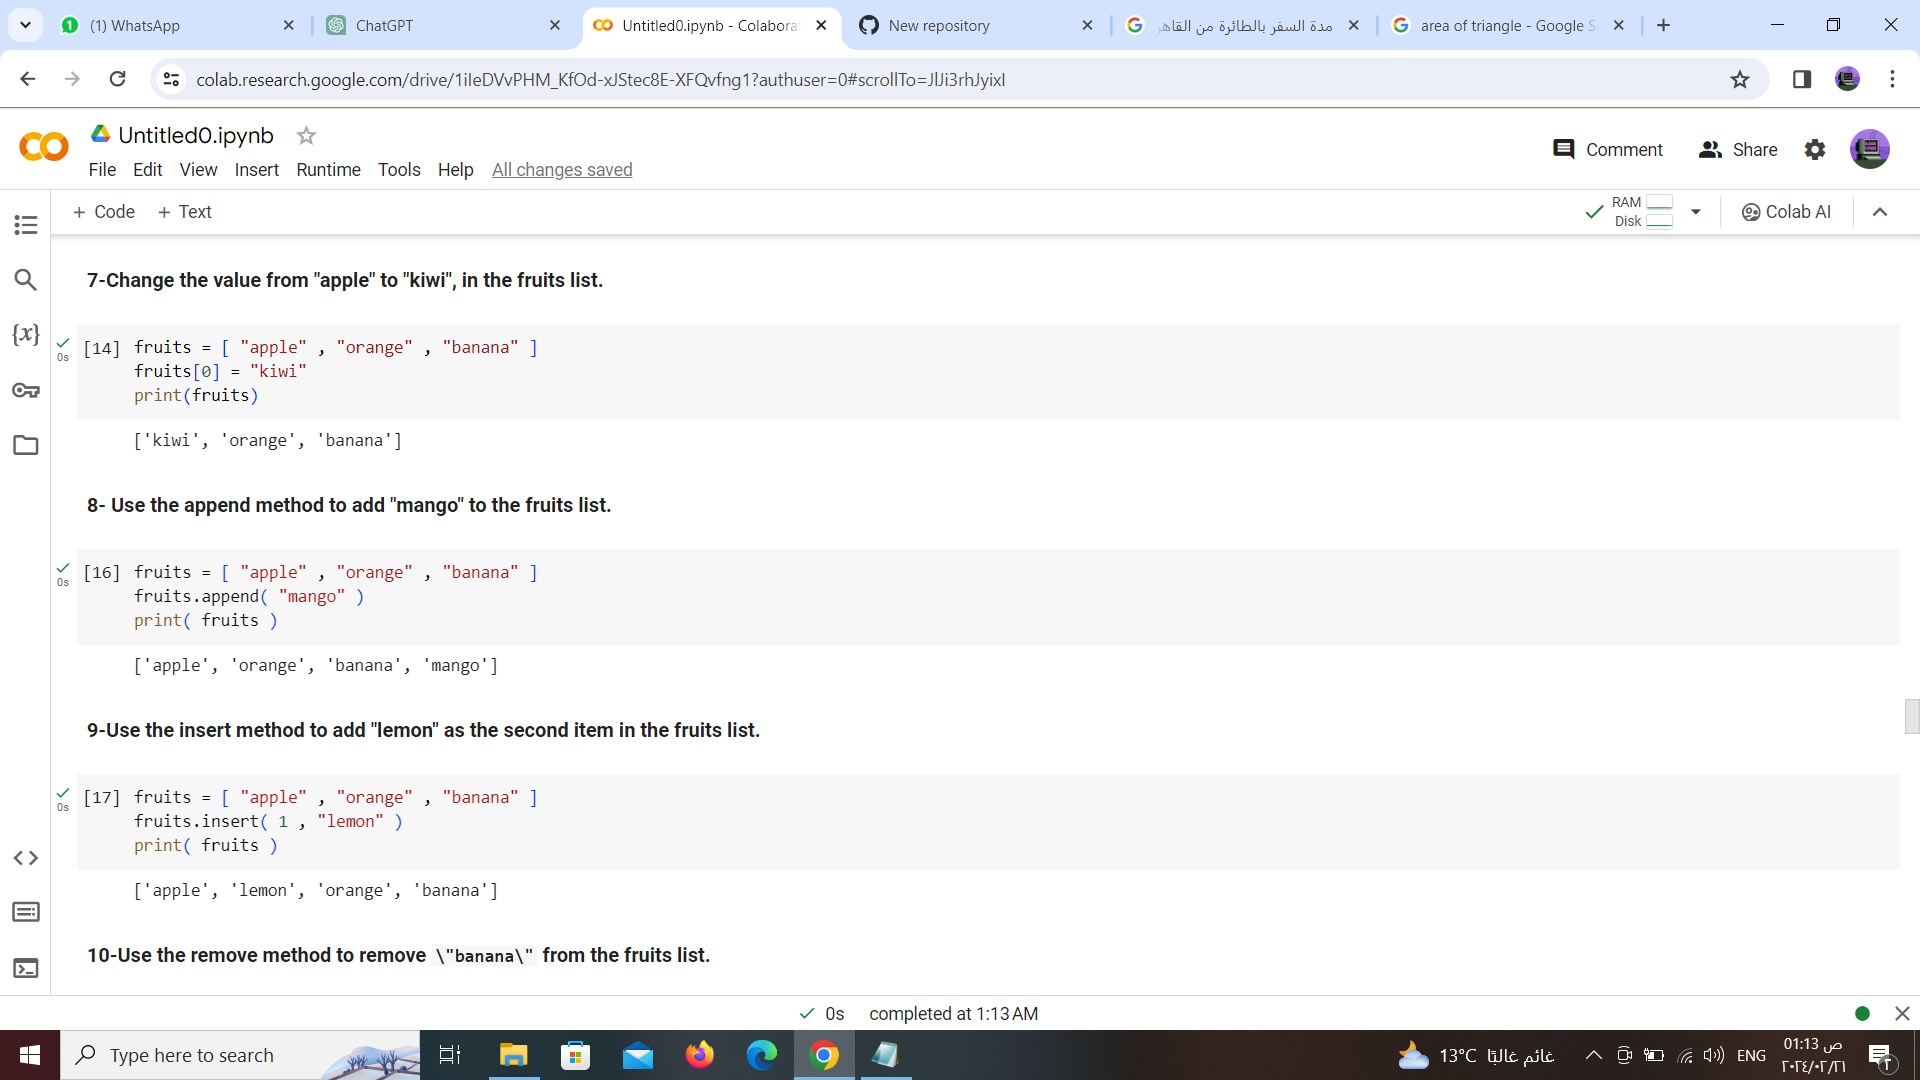 (1) WhatsApp
ChatGPT
Untitled0.ipynb - Colabora
New repository
مدة السفر بالطائرة من القاهر
area of triangle - Google S
colab.research.google.com/drive/1iIeDVvPHM_KfOd-xJStec8E-XFQvfng1?authuser=0#scrollTo=JlJi3rhJyixI
Untitled0.ipynb
Comment
Share
File Edit View Insert Runtime Tools Help All changes saved
+ Code + Text
RAM
Disk
Colab AI
7-Change the value from "apple" to "kiwi", in the fruits list.
0s
[14] fruits = [ "apple" , "orange" , "banana" ]
fruits[0] = "kiwi"
print(fruits)
['kiwi', 'orange', 'banana']
8- Use the append method to add "mango" to the fruits list.
0s
[16] fruits = [ "apple" , "orange" , "banana" ]
fruits.append( "mango" )
print( fruits )
['apple', 'orange', 'banana', 'mango']
9-Use the insert method to add "lemon" as the second item in the fruits list.
0s
[17] fruits = [ "apple" , "orange" , "banana" ]
fruits.insert( 1 , "lemon" )
print( fruits )
['apple', 'lemon', 'orange', 'banana']
10-Use the remove method to remove \"banana\" from the fruits list.
0s completed at 1:13 AM
Type here to search
13°C غائم غالبًا
ENG
01:13 ص
٢٠٢٤/٠٢/٢١
٢